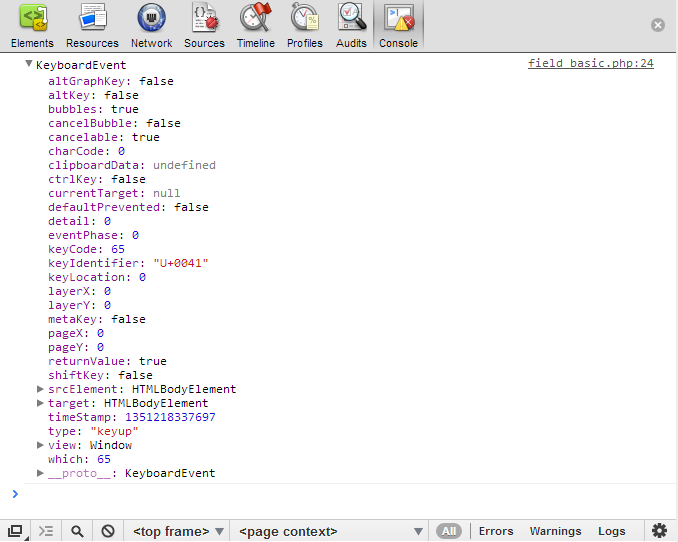 Elements Resources Network Sources Timeline Profiles Audits Console
KeyboardEvent field_basic.php:24
altGraphKey: false
altKey: false
bubbles: true
cancelBubble: false
cancelable: true
charCode: 0
clipboardData: undefined
ctrlKey: false
currentTarget: null
defaultPrevented: false
detail: 0
eventPhase: 0
keyCode: 65
keyIdentifier: "U+0041"
keyLocation: 0
layerX: 0
layerY: 0
metaKey: false
pageX: 0
pageY: 0
returnValue: true
shiftKey: false
srcElement: HTMLBodyElement
target: HTMLBodyElement
timeStamp: 1351218337697
type: "keyup"
view: Window
which: 65
__proto__: KeyboardEvent
<top frame> <page context> All Errors Warnings Logs